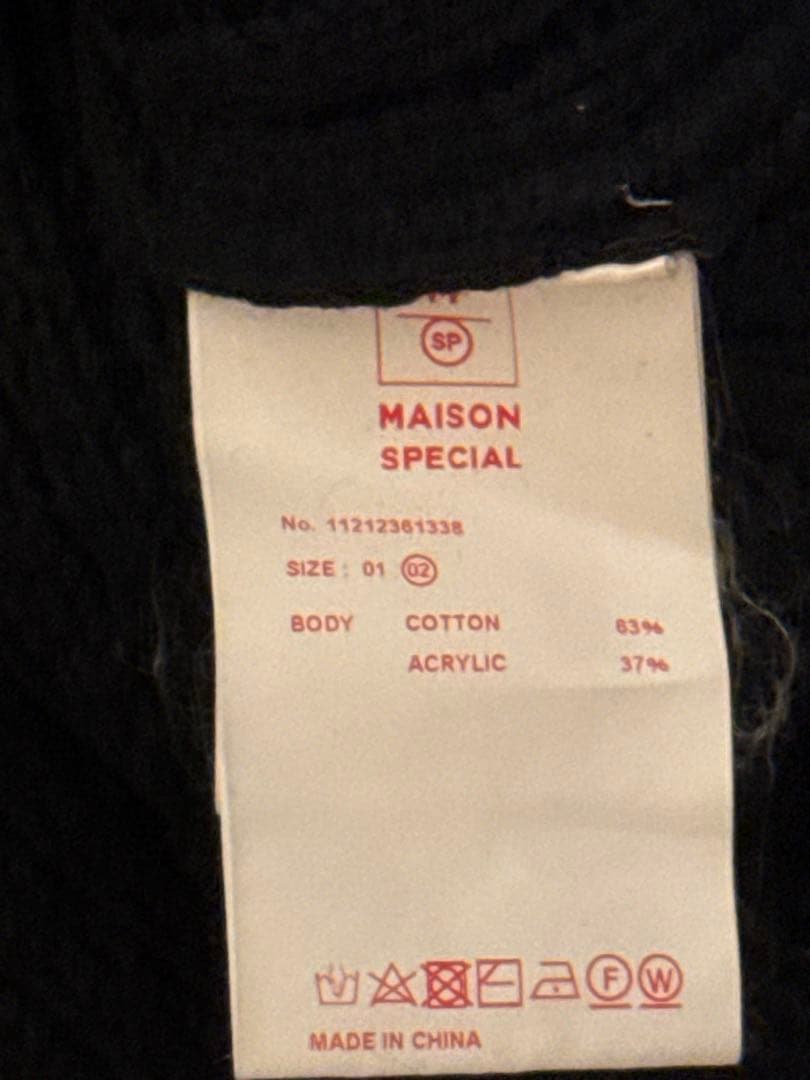 SP
MAISON
SPECIAL
No. 11212361338
SIZE : 01 02
BODY COTTON 63%
ACRYLIC 37%
F W
MADE IN CHINA